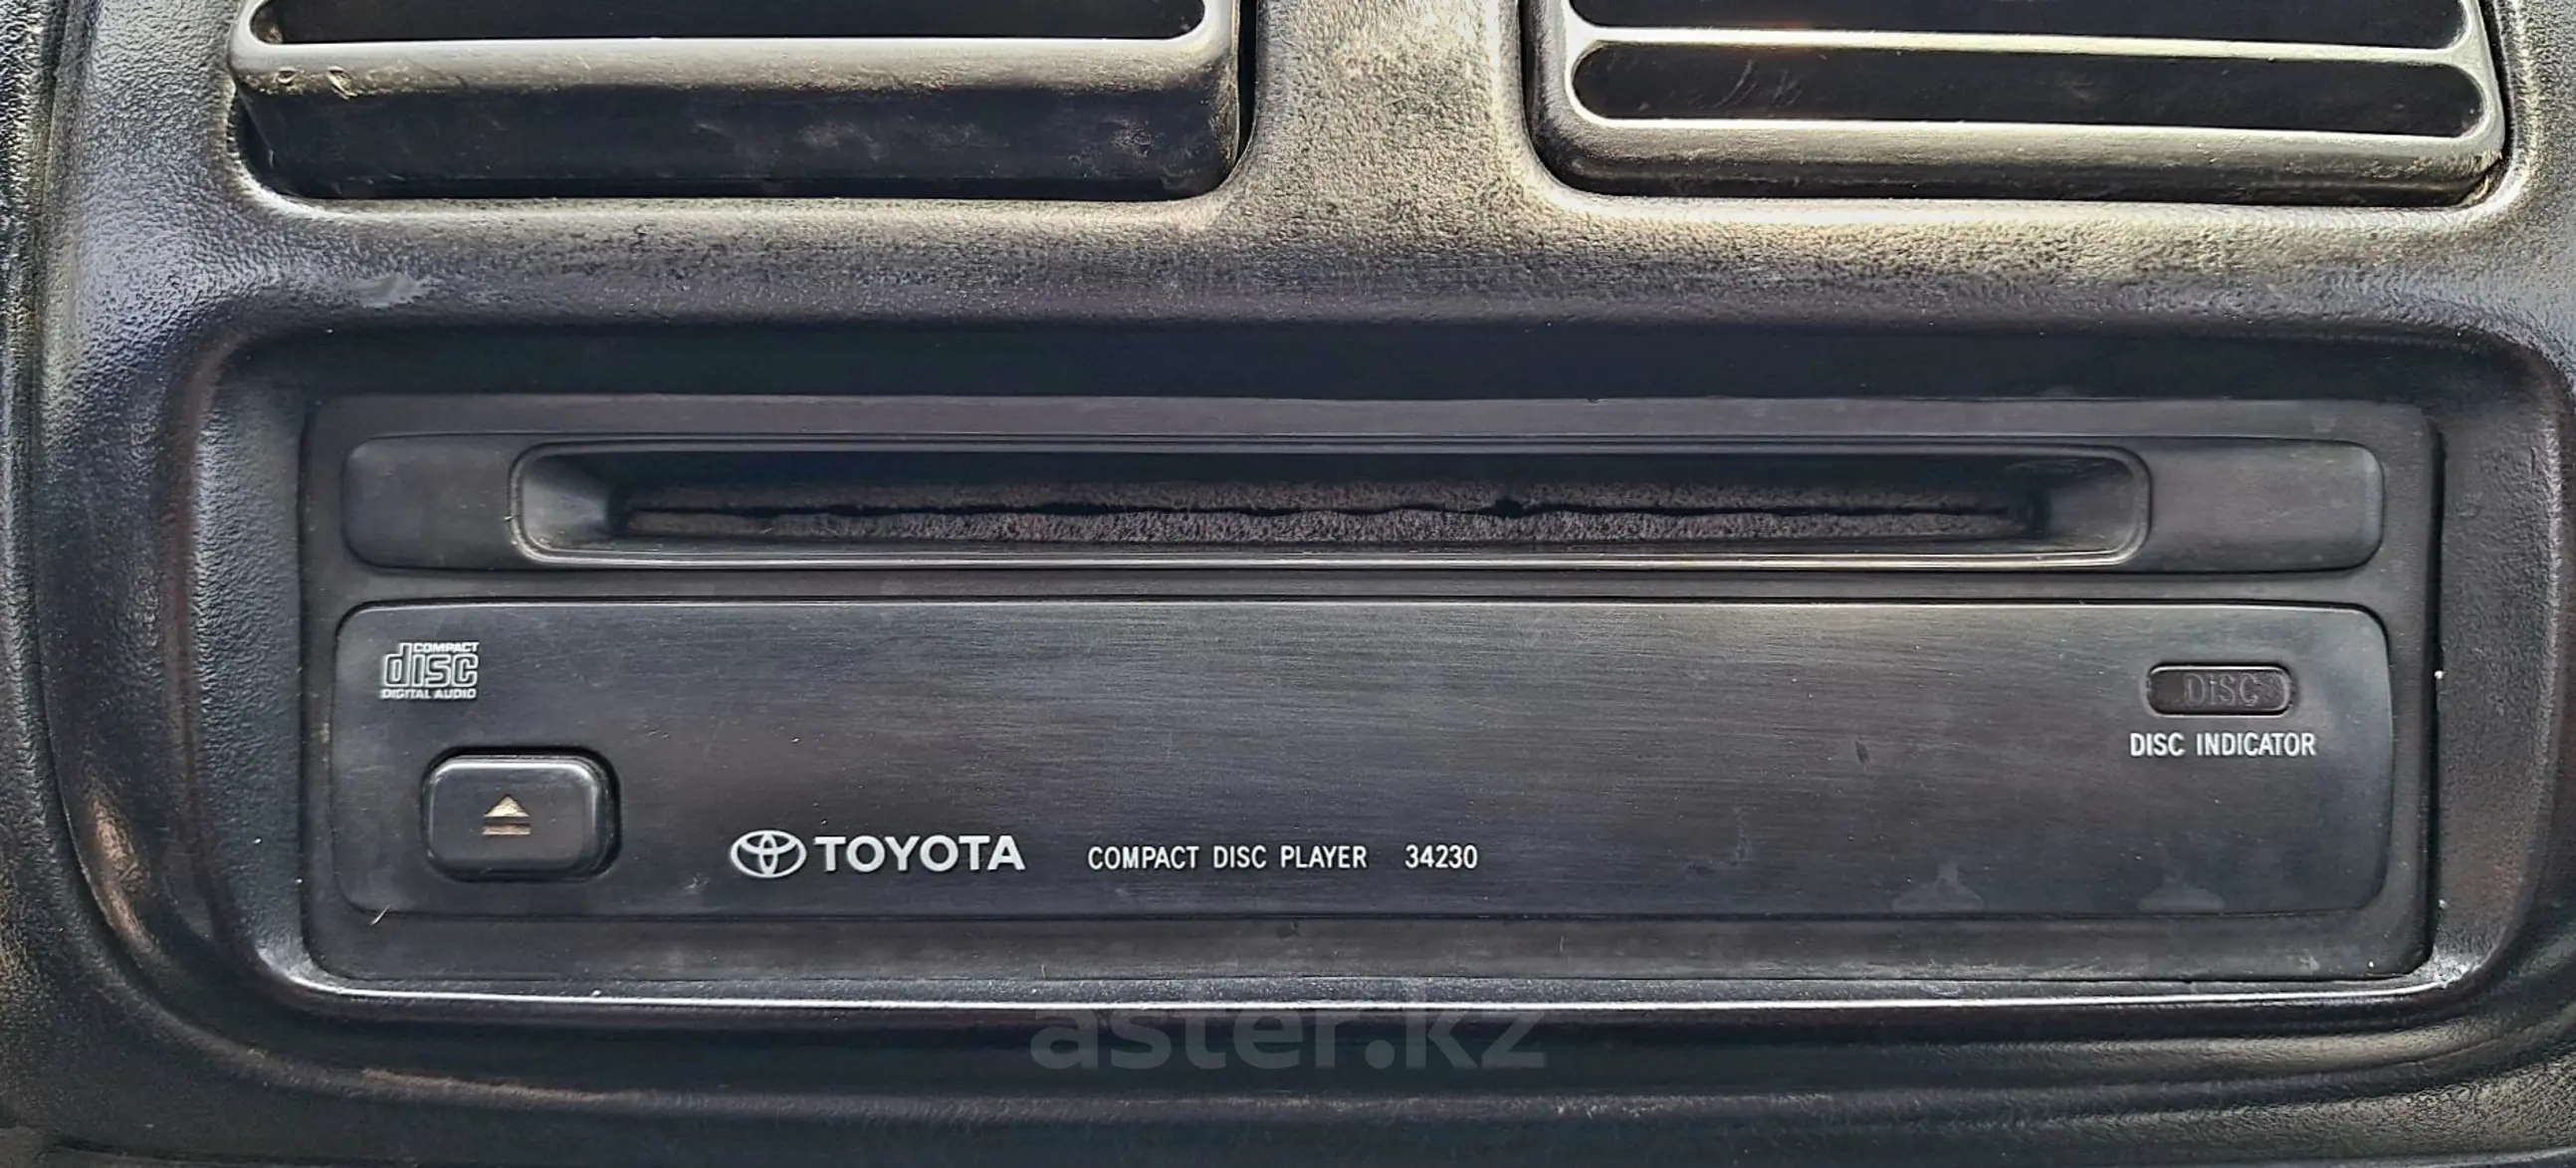 COMPACT
disc
DIGITAL AUDIO
DISC
DISC INDICATOR
TOYOTA COMPACT DISC PLAYER 34230
aster.kz